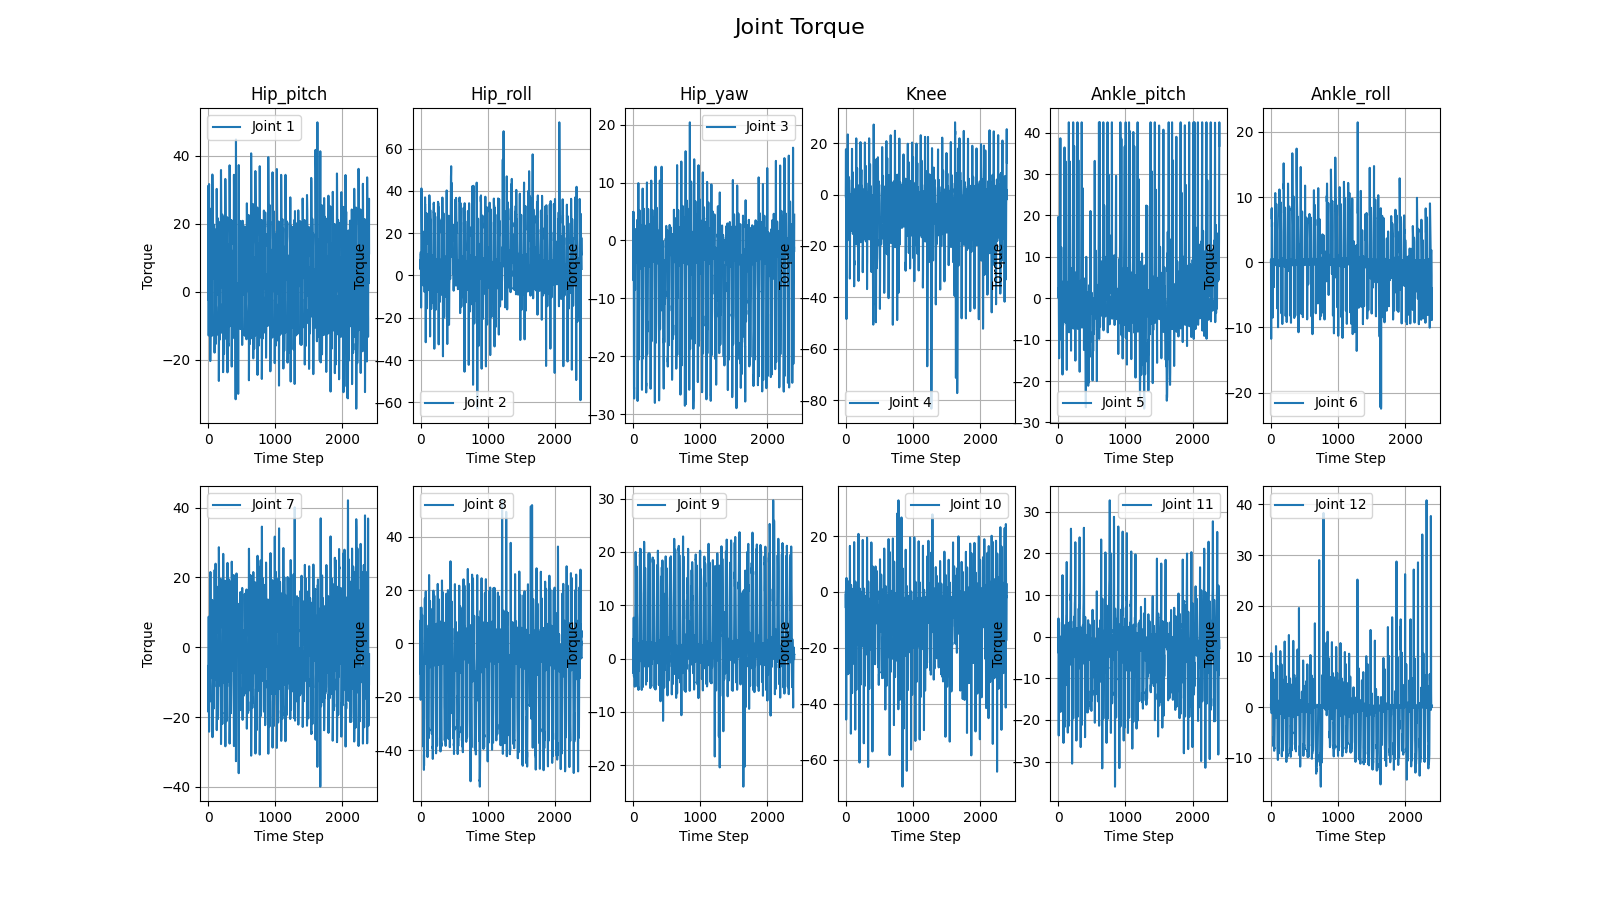 Joint Torque
Hip_pitch Hip_roll Hip_yaw Knee Ankle_pitch Ankle_roll
Joint 1
40
20
0
−20
Torque
0 1000 2000
Time Step
Joint 2
60
40
20
0
−20
−40
−60
Torque
0 1000 2000
Time Step
Joint 3
20
10
0
−10
−20
−30
Torque
0 1000 2000
Time Step
Joint 4
20
0
−20
−40
−60
−80
Torque
0 1000 2000
Time Step
Joint 5
40
30
20
10
0
−10
−20
−30
Torque
0 1000 2000
Time Step
Joint 6
20
10
0
−10
−20
Torque
0 1000 2000
Time Step
Joint 7
40
20
0
−20
−40
Torque
0 1000 2000
Time Step
Joint 8
40
20
0
−20
−40
Torque
0 1000 2000
Time Step
Joint 9
30
20
10
0
−10
−20
Torque
0 1000 2000
Time Step
Joint 10
20
0
−20
−40
−60
Torque
0 1000 2000
Time Step
Joint 11
30
20
10
0
−10
−20
−30
Torque
0 1000 2000
Time Step
Joint 12
40
30
20
10
0
−10
Torque
0 1000 2000
Time Step